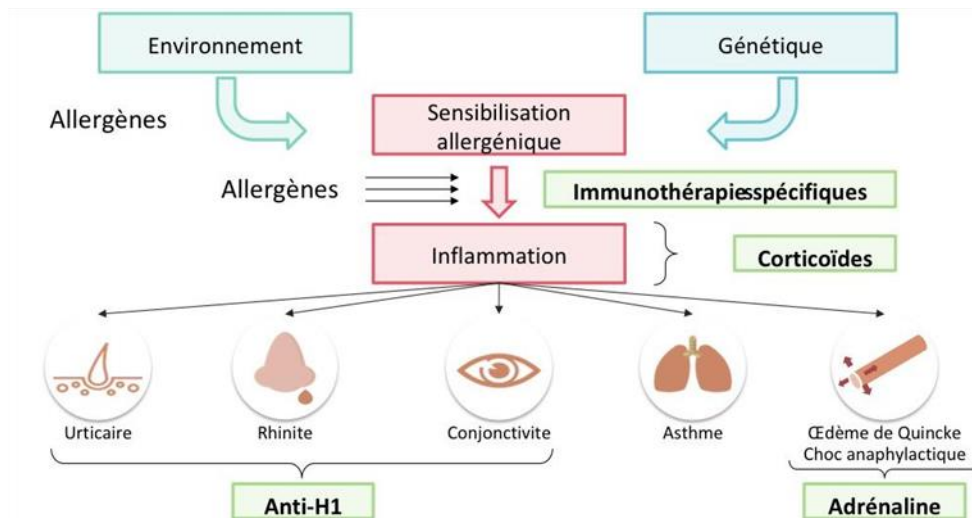 Environnement
Génétique
Allergènes
Sensibilisation
allergénique
Allergènes
Immunothérapiesspécifiques
Inflammation
Corticoïdes
Urticaire
Rhinite
Conjonctivite
Asthme
Œdème de Quincke
Choc anaphylactique
Anti-H1
Adrénaline